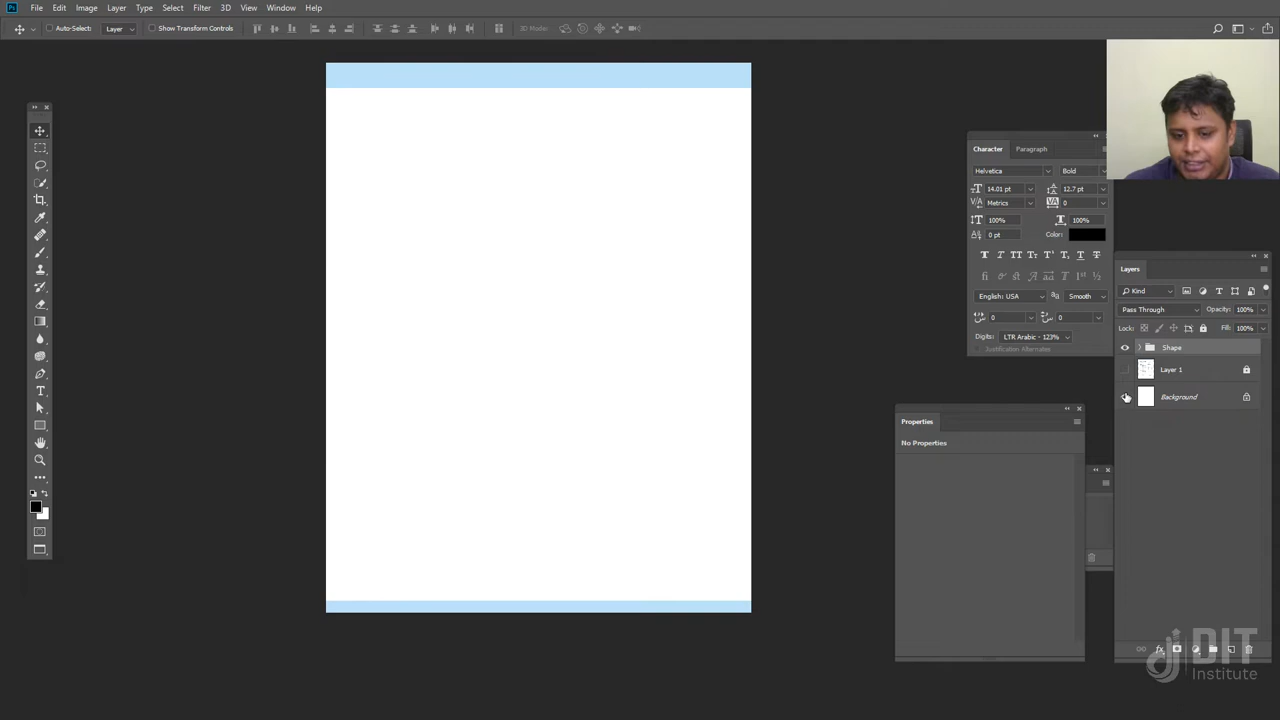 Ps File Edit Image Layer Type Select Filter 3D View Window Help
Auto-Select: Layer Show Transform Controls 3D Mode:
Character Paragraph
Helvetica Bold
14.01 pt 12.7 pt
Metrics 0
100% 100%
0 pt Color:
English: USA Smooth
0 0
Digits: LTR Arabic - 123%
Justification Alternates
Layers
Kind
Pass Through Opacity: 100%
Lock: Fill: 100%
Shape
Layer 1
Background
Properties
No Properties
DIT
Institute